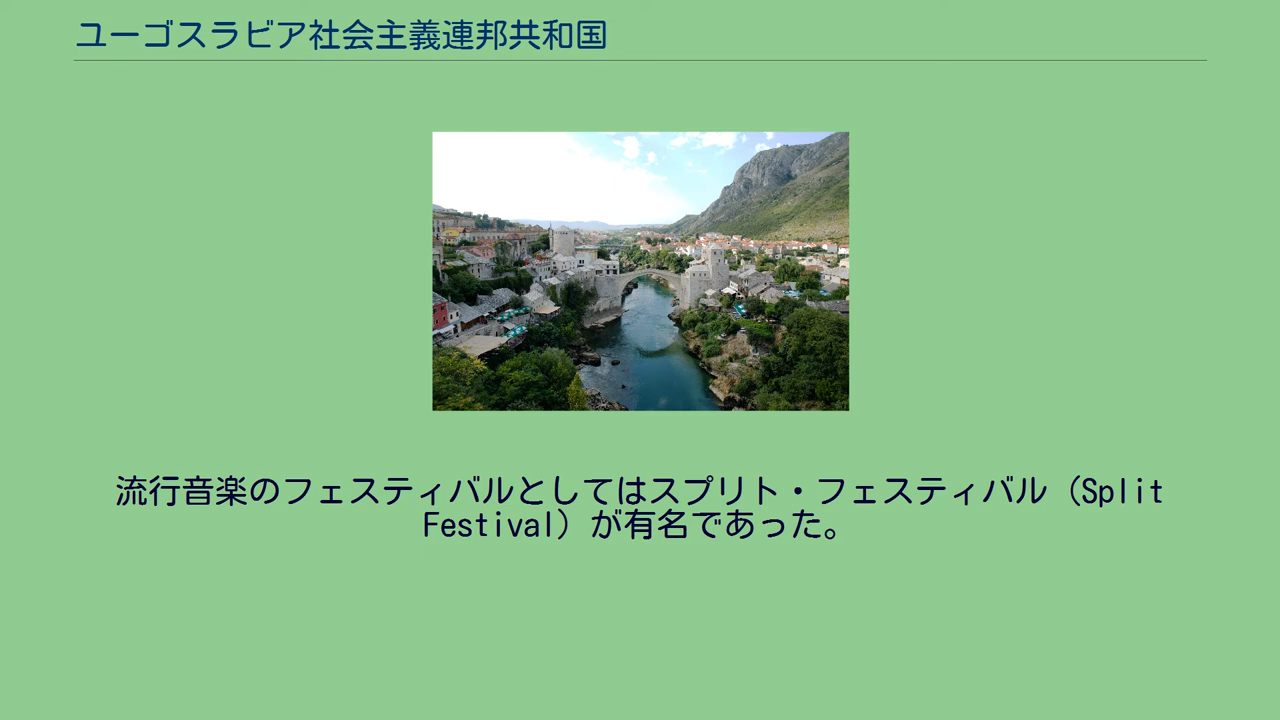 ユーゴスラビア社会主義連邦共和国
流行音楽のフェスティバルとしてはスプリト・フェスティバル（Split
Festival）が有名であった。